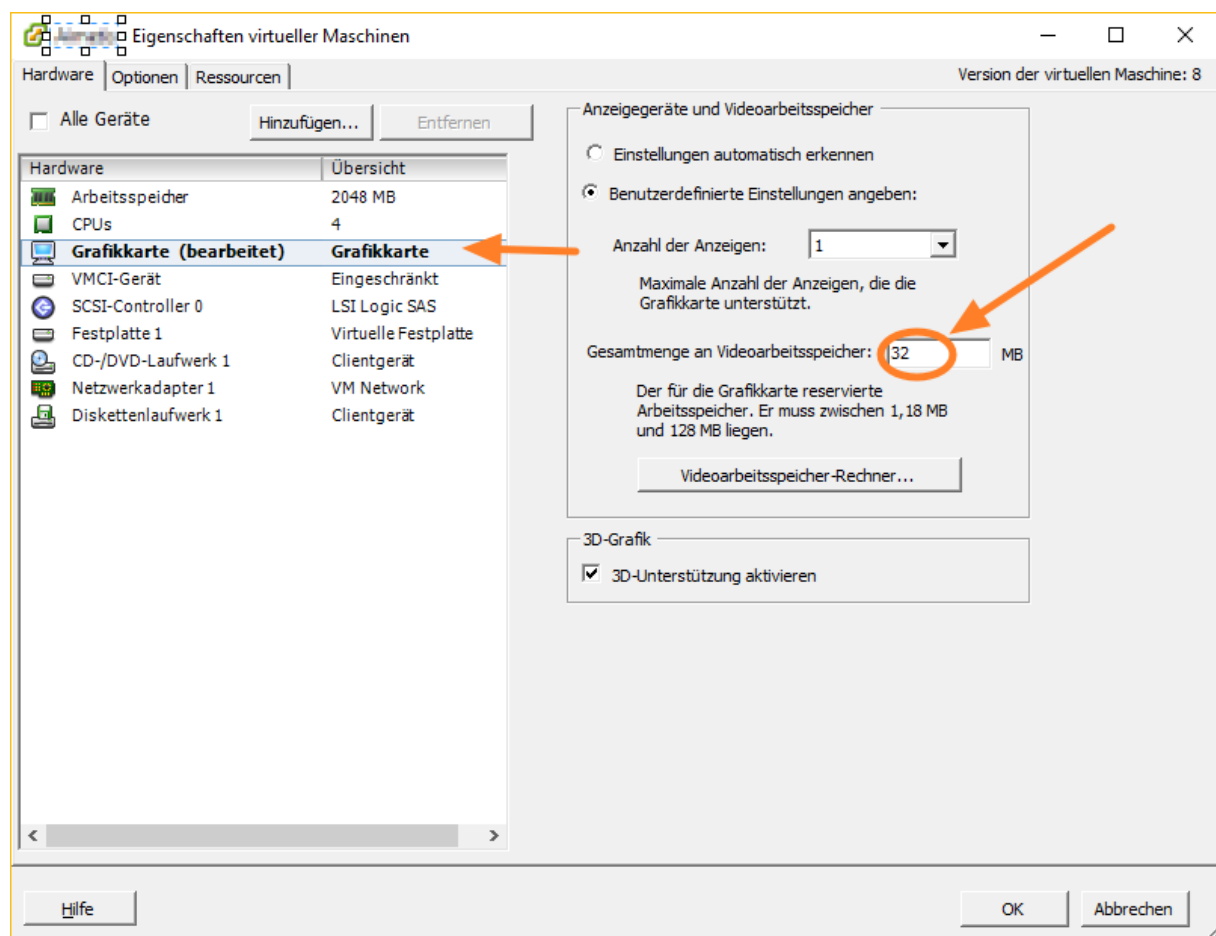 Eigenschaften virtueller Maschinen
Hardware Optionen Ressourcen Version der virtuellen Maschine: 8
Alle Geräte Hinzufügen... Entfernen
Hardware Übersicht
Arbeitsspeicher 2048 MB
CPUs 4
Grafikkarte (bearbeitet) Grafikkarte
VMCI-Gerät Eingeschränkt
SCSI-Controller 0 LSI Logic SAS
Festplatte 1 Virtuelle Festplatte
CD-/DVD-Laufwerk 1 Clientgerät
Netzwerkadapter 1 VM Network
Diskettenlaufwerk 1 Clientgerät
Anzeigegeräte und Videoarbeitsspeicher
Einstellungen automatisch erkennen
Benutzerdefinierte Einstellungen angeben:
Anzahl der Anzeigen: 1
Maximale Anzahl der Anzeigen, die die
Grafikkarte unterstützt.
Gesamtmenge an Videoarbeitsspeicher: 32 MB
Der für die Grafikkarte reservierte
Arbeitsspeicher. Er muss zwischen 1,18 MB
und 128 MB liegen.
Videoarbeitsspeicher-Rechner...
3D-Grafik
3D-Unterstützung aktivieren
Hilfe OK Abbrechen